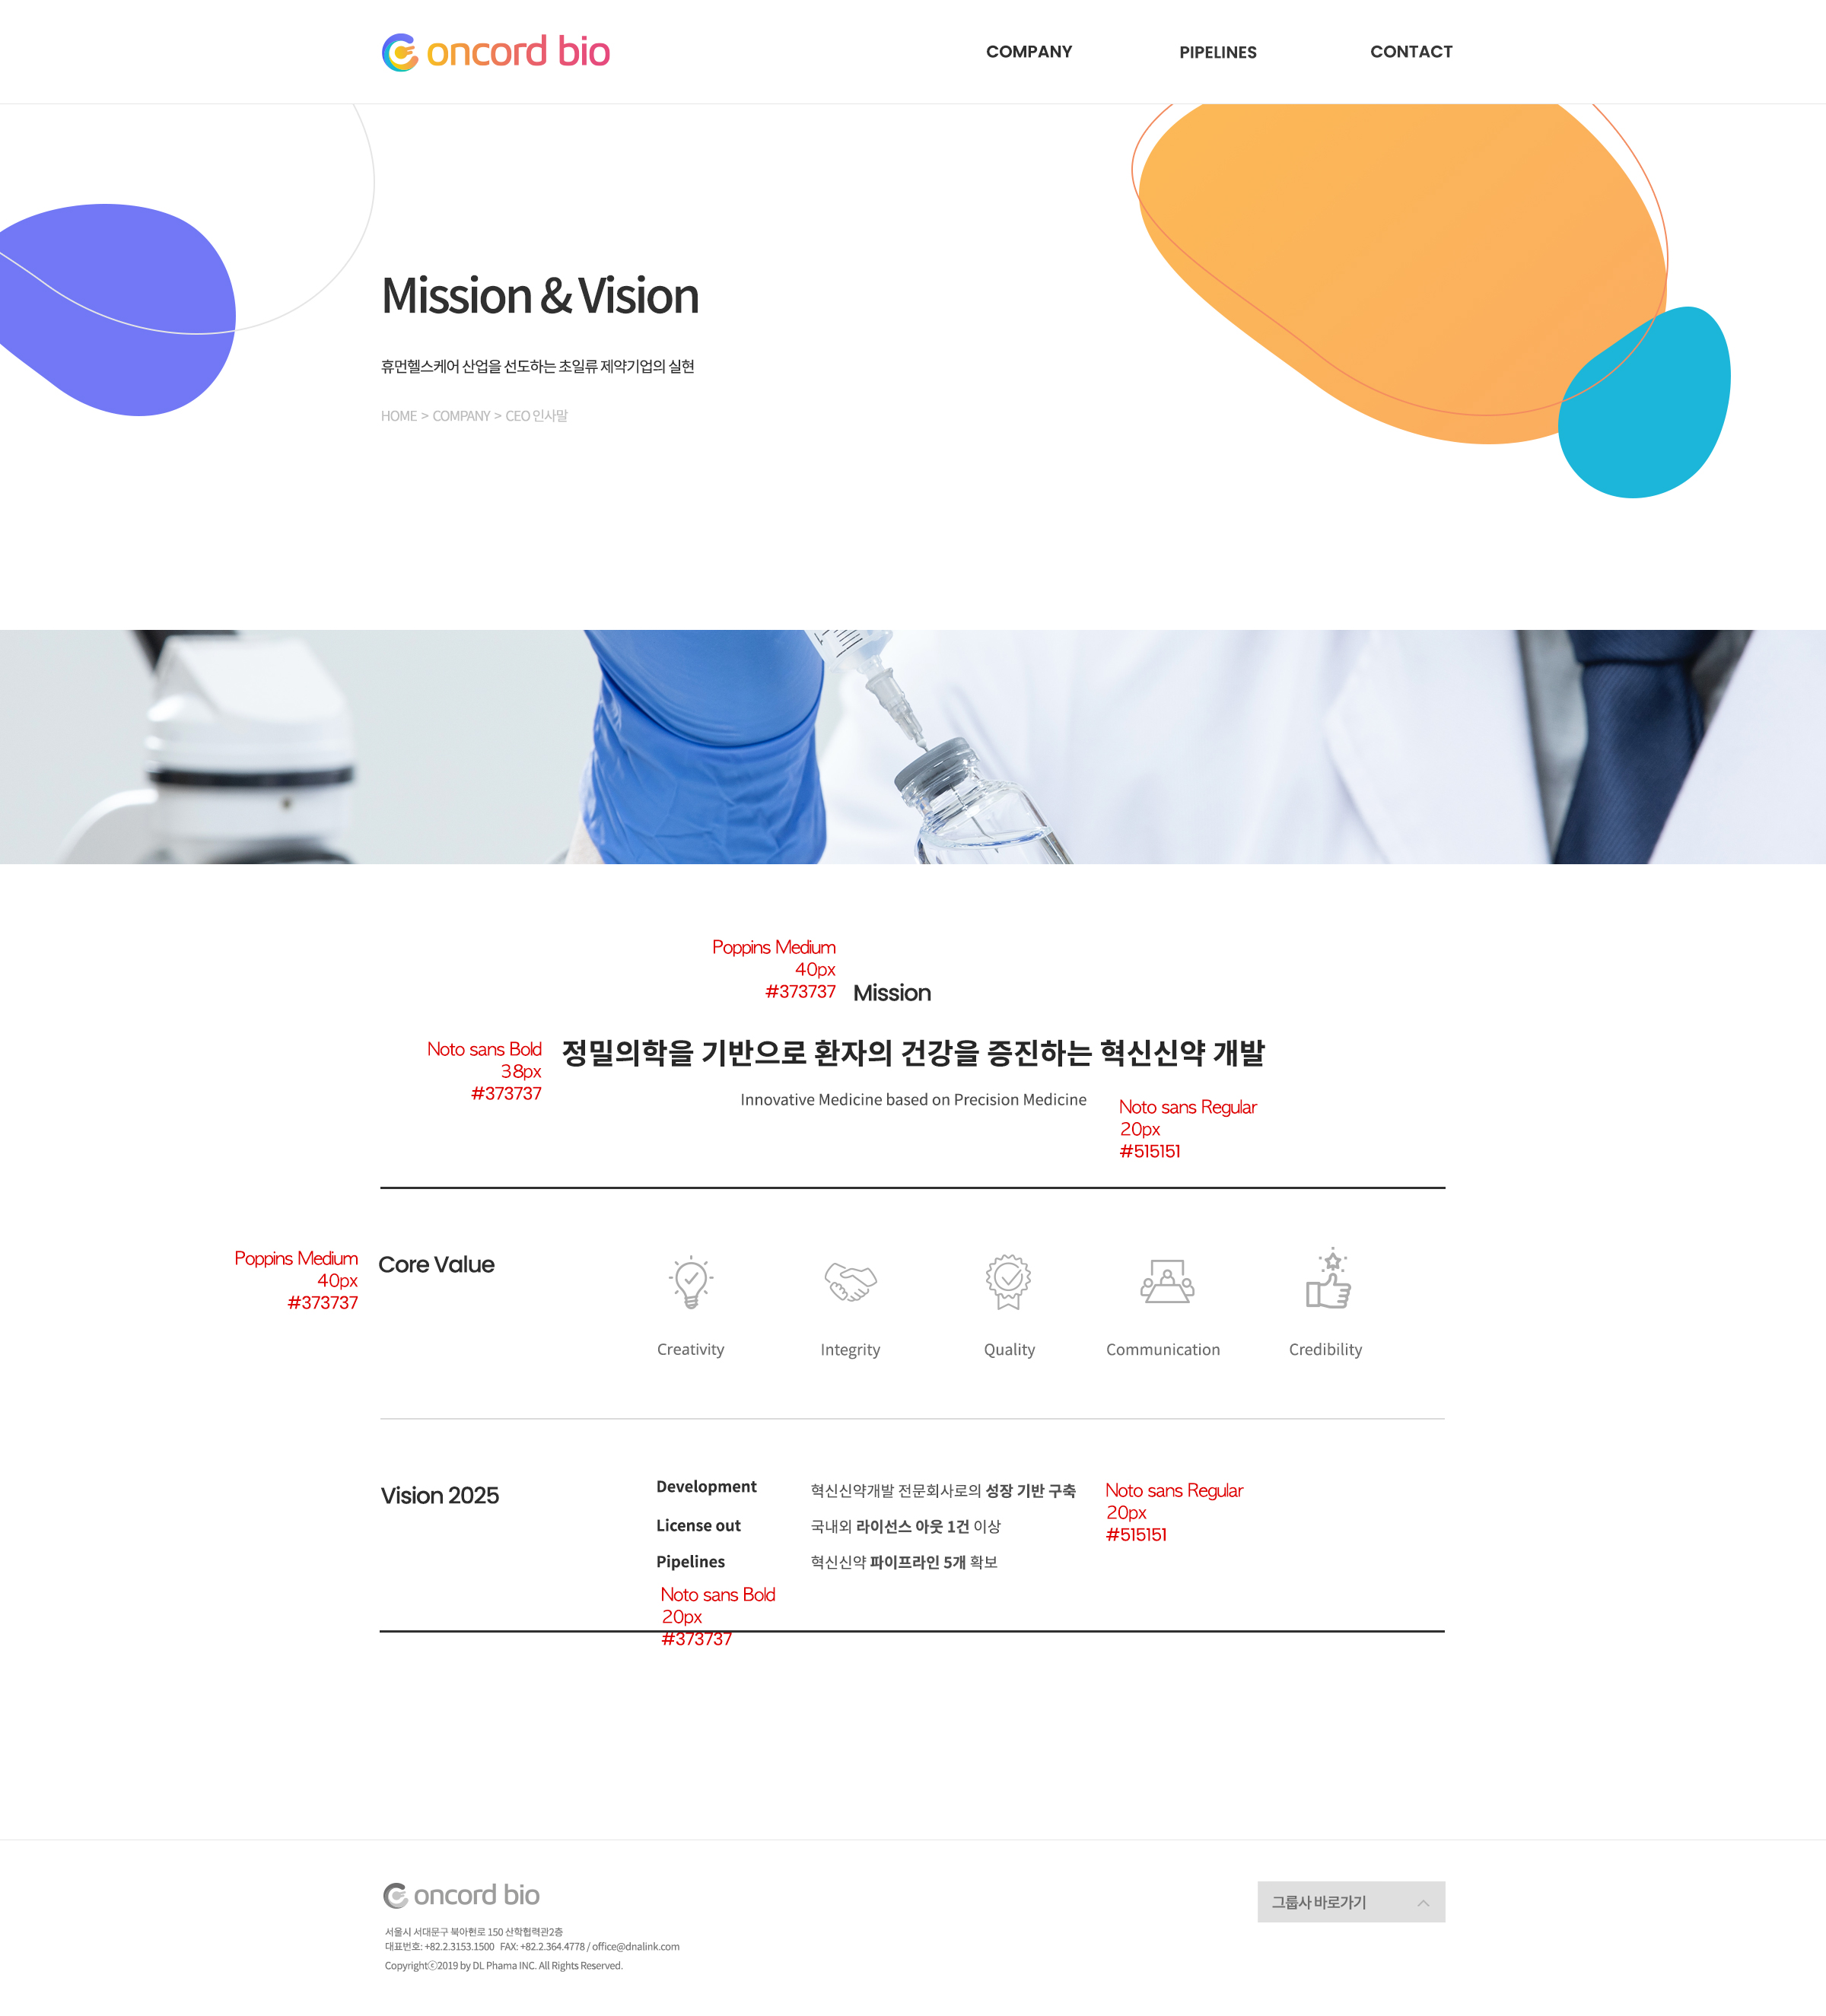 Concord bio
COMPANY
PIPELINES
CONTACT
Mission & Vision
휴먼헬스케어 산업을 선도하는 초일류 제약기업의 실현
HOME > COMPANY > CEO 인사말
Poppins Medium
40px
#373737
Mission
Noto sans Bold
38px
#373737
정밀의학을 기반으로 환자의 건강을 증진하는 혁신신약 개발
Innovative Medicine based on Precision Medicine
Noto sans Regular
20px
#515151
Poppins Medium
40px
#373737
Core Value
Creativity
Integrity
Quality
Communication
Credibility
Vision 2025
Development
혁신신약개발 전문회사로의 성장 기반 구축
License out
국내외 라이선스 아웃 1건 이상
Pipelines
혁신신약 파이프라인 5개 확보
Noto sans Regular
20px
#515151
Noto sans Bold
20px
#373737
Concord bio
그룹사 바로가기
서울시 서대문구 북아현로 150 산학협력관2층
대표번호: +82.2.3153.1500 FAX: +82.2.364.4778 / office@dnalink.com
Copyrightⓒ2019 by DL Phama INC. All Rights Reserved.